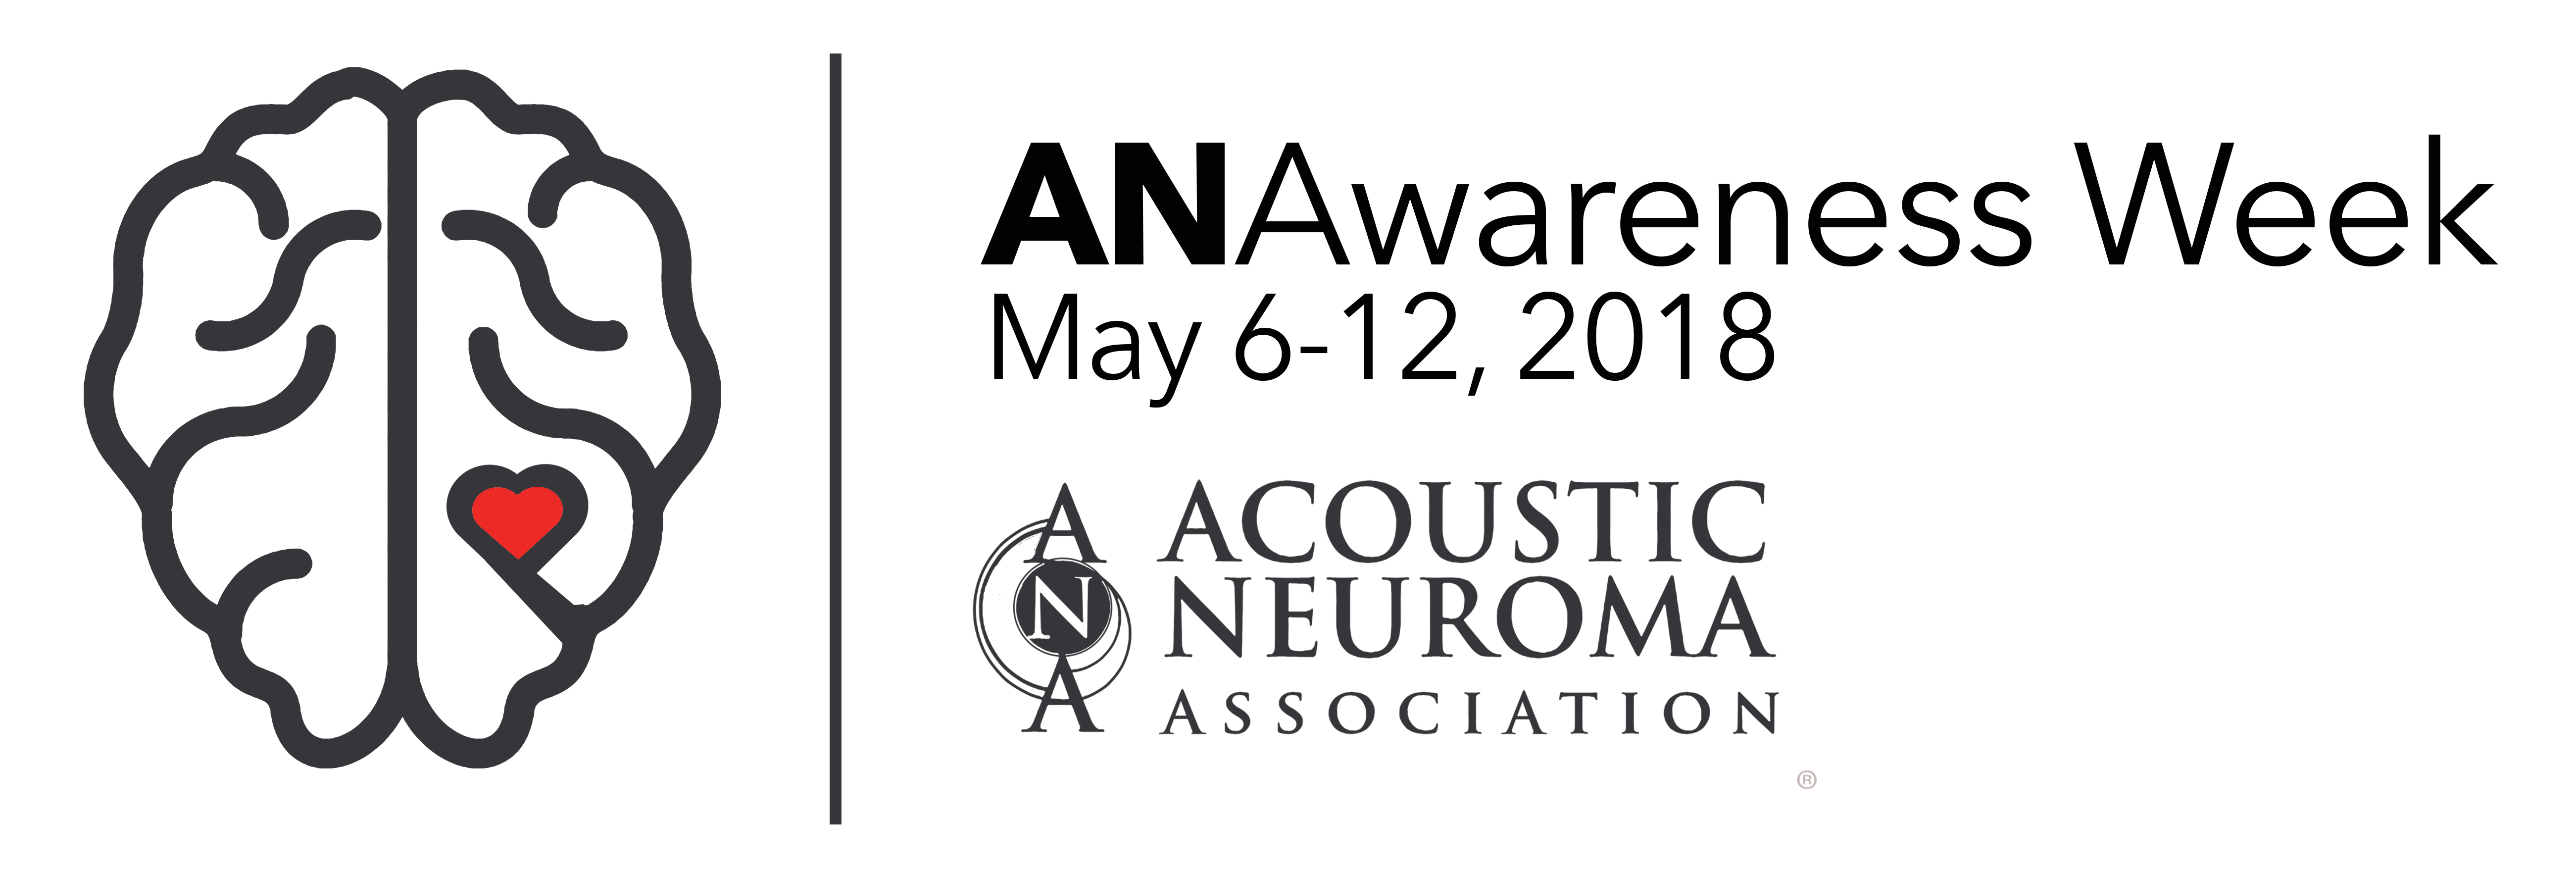 ANAwareness Week
May 6-12, 2018
A
N
A
ACOUSTIC
NEUROMA
ASSOCIATION
®